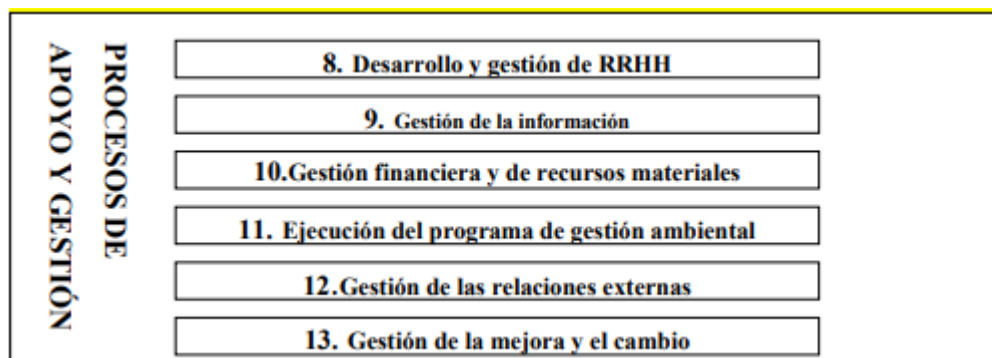 PROCESOS DE
APOYO Y GESTIÓN
8. Desarrollo y gestión de RRHH
9. Gestión de la información
10.Gestión financiera y de recursos materiales
11. Ejecución del programa de gestión ambiental
12.Gestión de las relaciones externas
13. Gestión de la mejora y el cambio